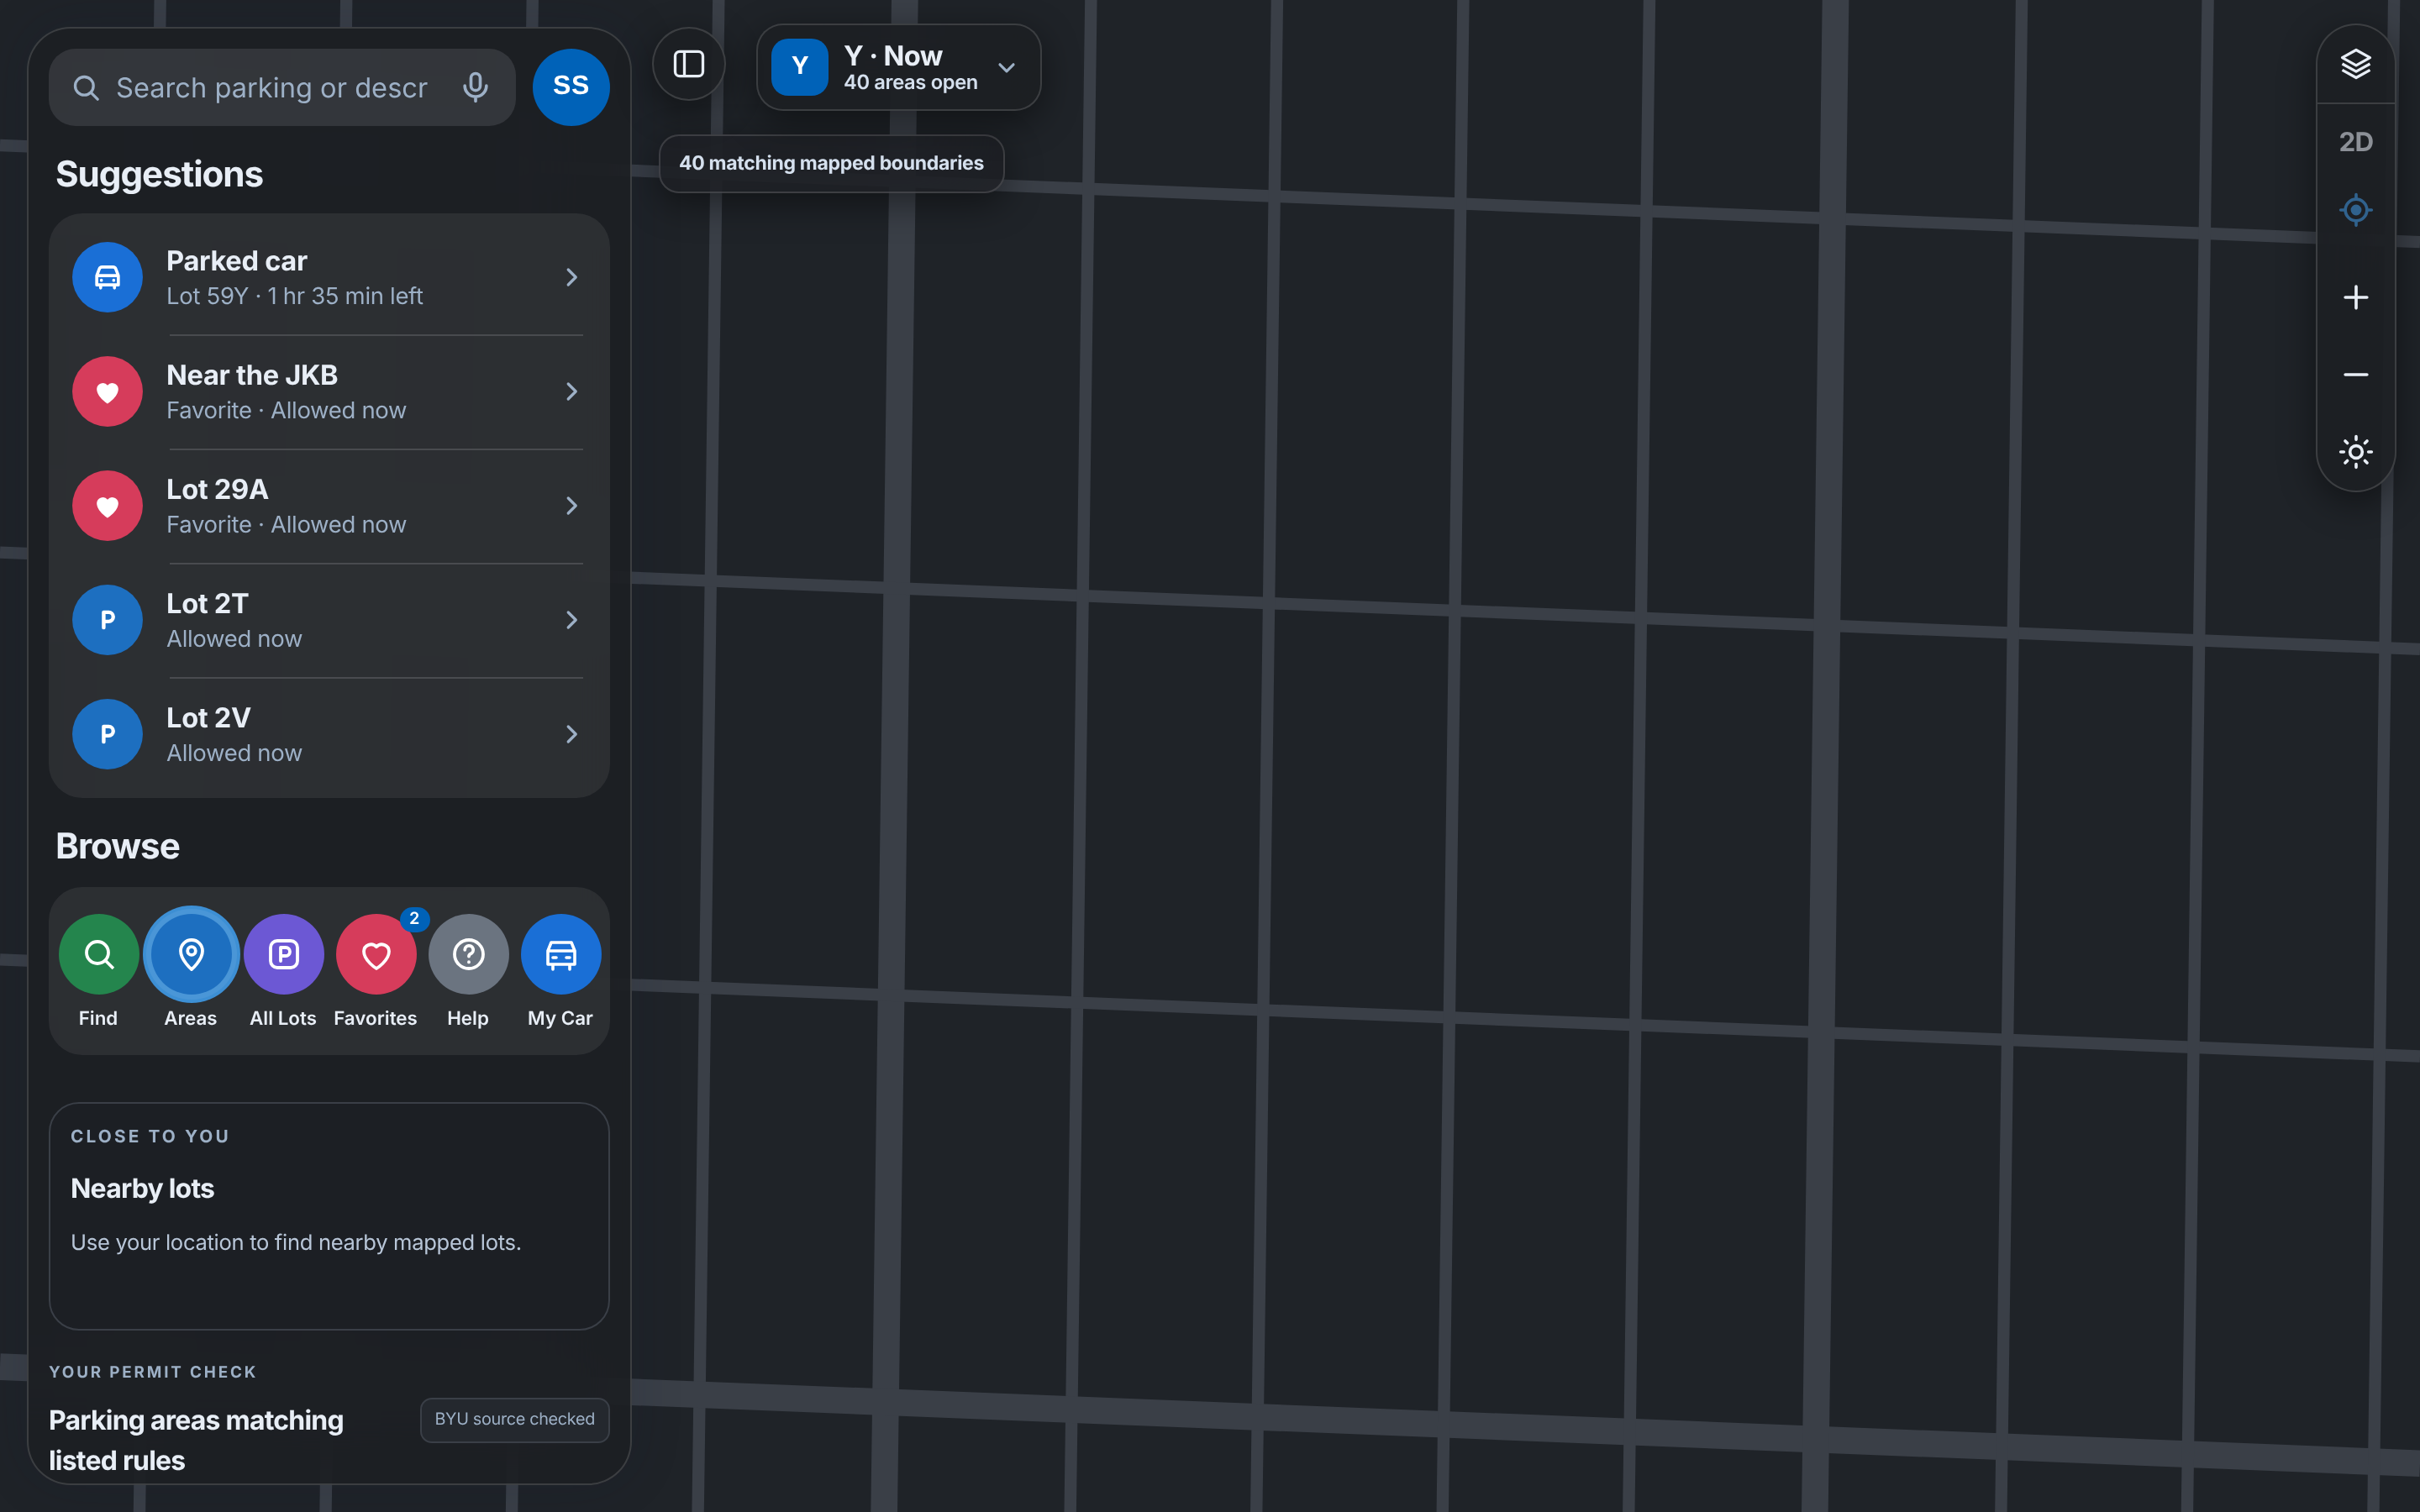 Search parking or descr
SS
Suggestions
Parked car
Lot 59Y · 1 hr 35 min left
Near the JKB
Favorite · Allowed now
Lot 29A
Favorite · Allowed now
P
Lot 2T
Allowed now
P
Lot 2V
Allowed now
Browse
2
P
Find
Areas
All Lots
Favorites
Help
My Car
CLOSE TO YOU
Nearby lots
Use your location to find nearby mapped lots.
YOUR PERMIT CHECK
Parking areas matching
listed rules
BYU source checked
Y
Y · Now
40 areas open
40 matching mapped boundaries
2D